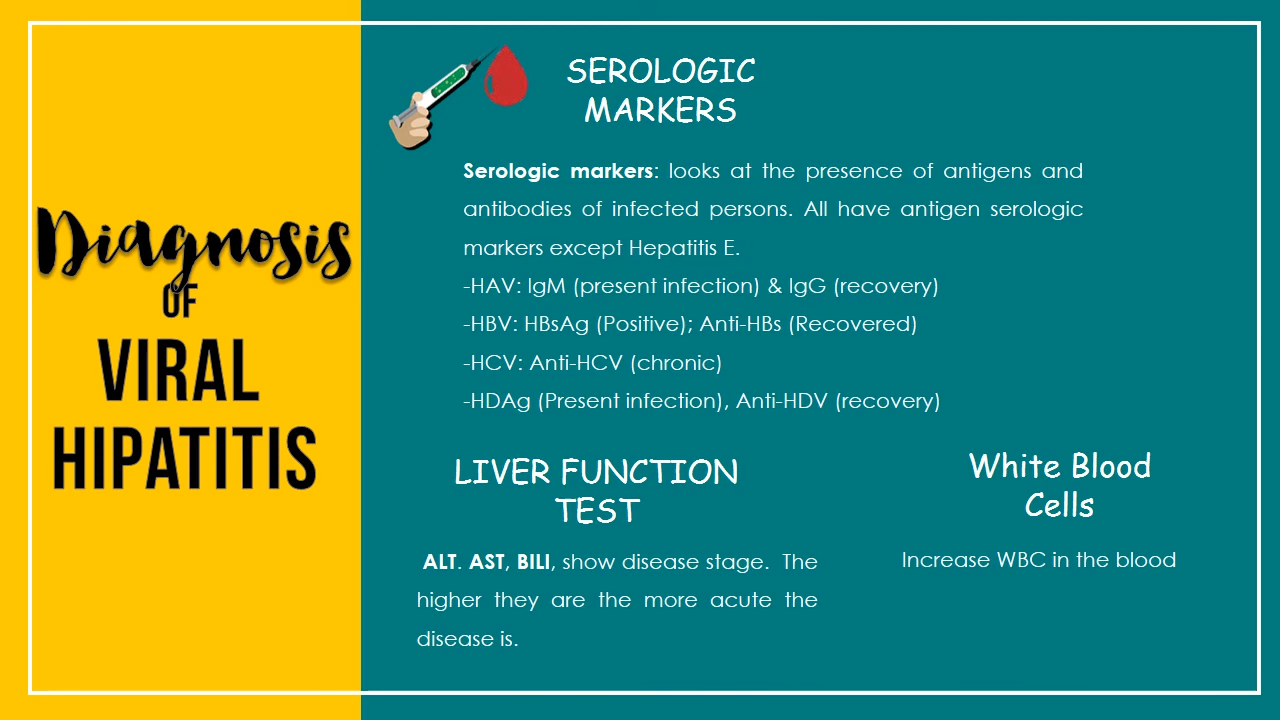 Diagnosis
OF
VIRAL
HIPATITIS
SEROLOGIC
MARKERS
Serologic markers: looks at the presence of antigens and
antibodies of infected persons. All have antigen serologic
markers except Hepatitis E.
-HAV: IgM (present infection) & IgG (recovery)
-HBV: HBsAg (Positive); Anti-HBs (Recovered)
-HCV: Anti-HCV (chronic)
-HDAg (Present infection), Anti-HDV (recovery)
LIVER FUNCTION
TEST
ALT. AST, BILI, show disease stage. The
higher they are the more acute the
disease is.
White Blood
Cells
Increase WBC in the blood